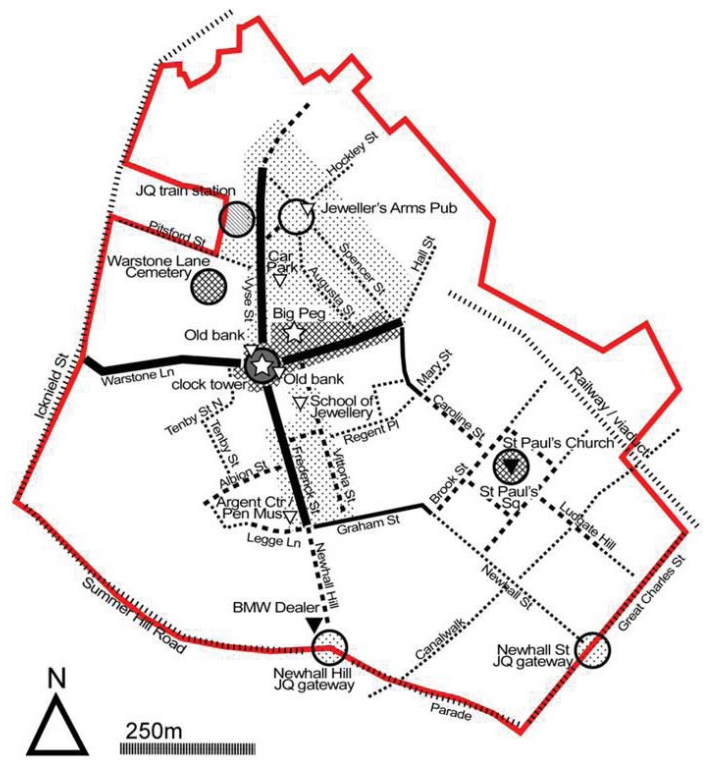 Hockley St
JQ train station
Jeweller's Arms Pub
Pitsford St
Spencer St
Hall St
Warstone Lane
Cemetery
Car
Park
Augusta St
Vyse St
Big Peg
Old bank
Icknield St
Warstone Ln
clock tower
Old bank
Mary St
Railway / viaduct
School of
Jewellery
Caroline St
Tenby St N
Regent Pl
Tenby St
St Paul's Church
Albion St
Frederick St
Vittoria St
Brook St
St Paul's
Sq
Argent Ctr /
Pen Mus
Ludgate Hill
Graham St
Legge Ln
Newhall Hill
Newhall St
Great Charles St
Summer Hill Road
BMW Dealer
Canalwalk
Newhall St
JQ gateway
Newhall Hill
JQ gateway
Parade
N
250m